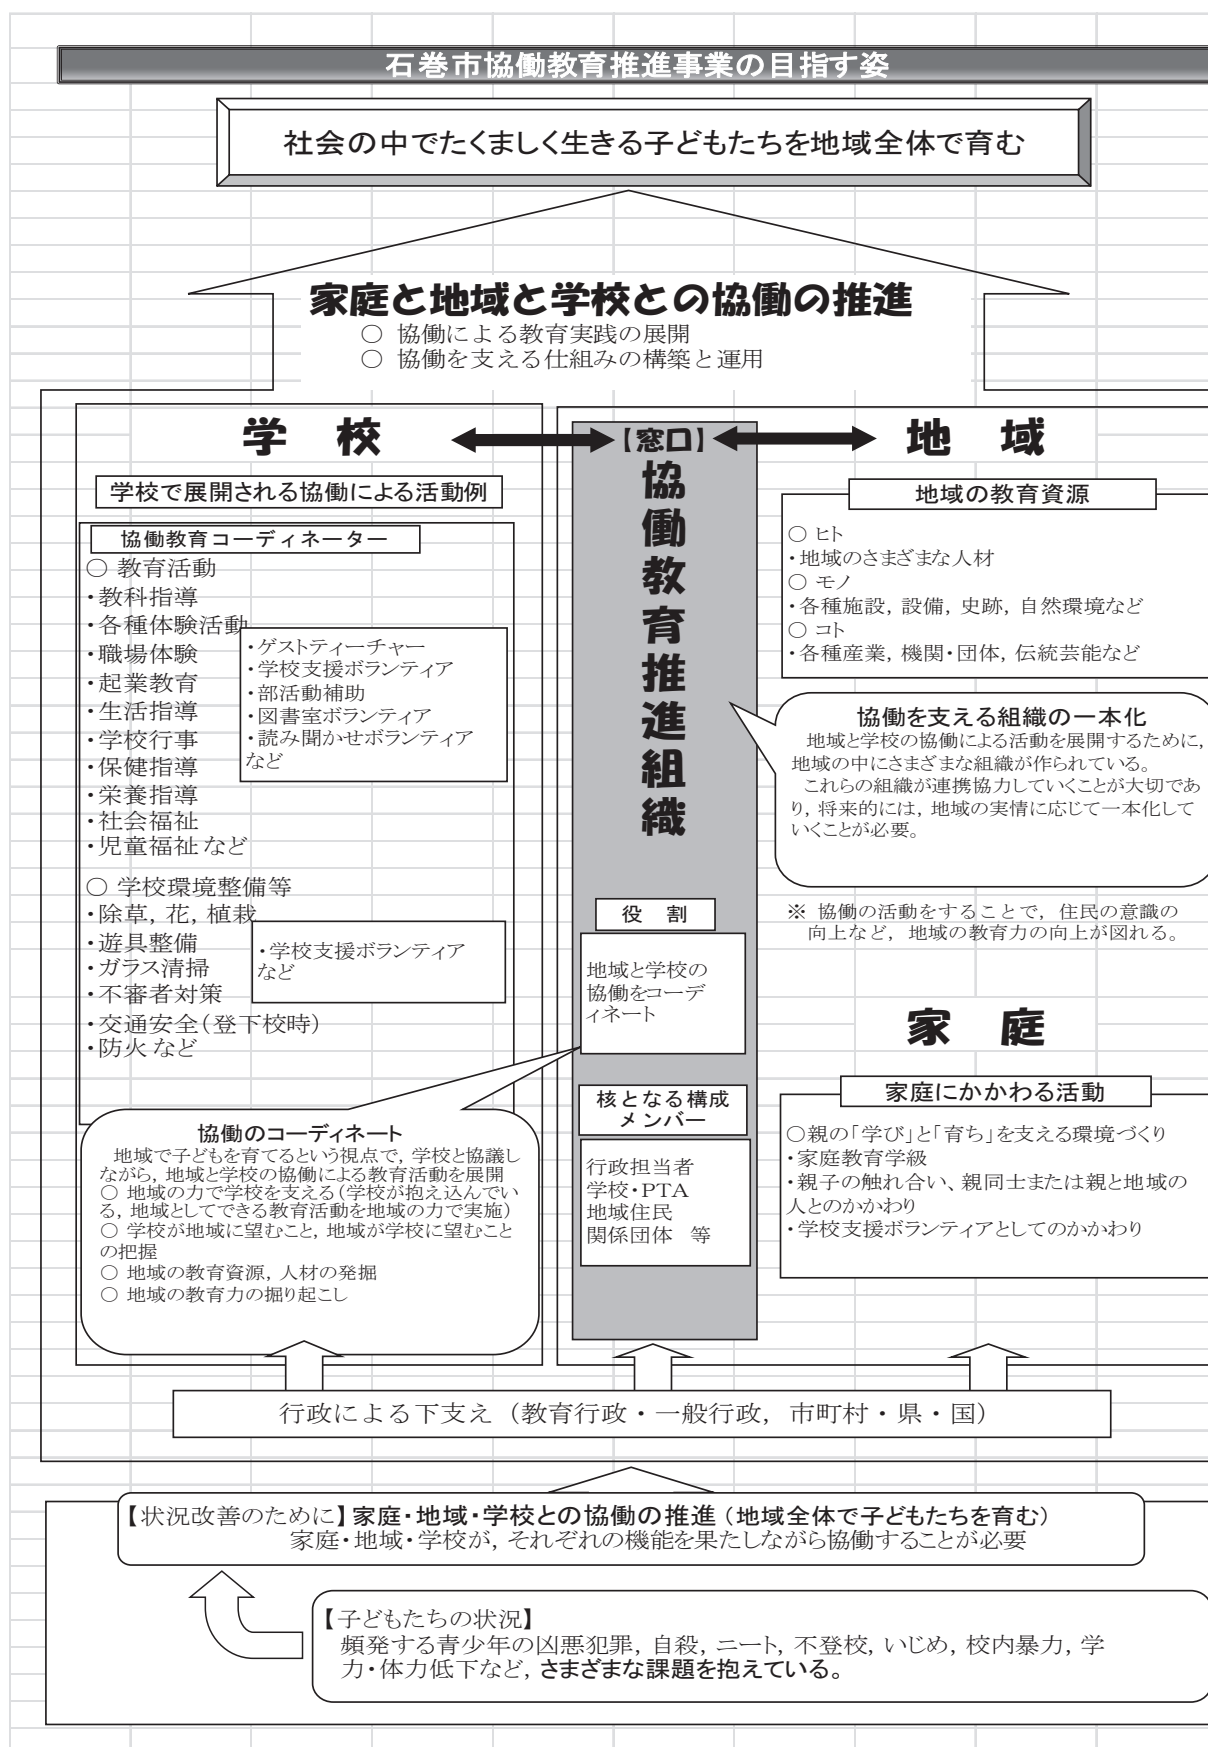 石巻市協働教育推進事業の目指す姿
社会の中でたくましく生きる子どもたちを地域全体で育む
家庭と地域と学校との協働の推進
○ 協働による教育実践の展開
○ 協働を支える仕組みの構築と運用
学 校
学校で展開される協働による活動例
協働教育コーディネーター
○ 教育活動
・教科指導
・各種体験活動
・職場体験
・起業教育
・生活指導
・学校行事
・保健指導
・栄養指導
・社会福祉
・児童福祉 など
・ゲストティーチャー
・学校支援ボランティア
・部活動補助
・図書室ボランティア
・読み聞かせボランティア
など
○ 学校環境整備等
・除草, 花, 植栽
・遊具整備
・ガラス清掃
・不審者対策
・交通安全(登下校時)
・防火 など
・学校支援ボランティア
など
協働のコーディネート
地域で子どもを育てるという視点で, 学校と協議し
ながら, 地域と学校の協働による教育活動を展開
○ 地域の力で学校を支える(学校が抱え込んでい
る, 地域としてできる教育活動を地域の力で実施)
○ 学校が地域に望むこと, 地域が学校に望むこと
の把握
○ 地域の教育資源, 人材の発掘
○ 地域の教育力の掘り起こし
【窓口】
協働教育推進組織
役 割
地域と学校の
協働をコーデ
ィネート
核となる構成
メンバー
行政担当者
学校・PTA
地域住民
関係団体 等
地 域
地域の教育資源
○ ヒト
・地域のさまざまな人材
○ モノ
・各種施設, 設備, 史跡, 自然環境など
○ コト
・各種産業, 機関・団体, 伝統芸能など
協働を支える組織の一本化
地域と学校の協働による活動を展開するために,
地域の中にさまざまな組織が作られている。
これらの組織が連携協力していくことが大切であ
り, 将来的には, 地域の実情に応じて一本化して
いくことが必要。
※ 協働の活動をすることで, 住民の意識の
向上など, 地域の教育力の向上が図れる。
家 庭
家庭にかかわる活動
○親の「学び」と「育ち」を支える環境づくり
・家庭教育学級
・親子の触れ合い、親同士または親と地域の
人とのかかわり
・学校支援ボランティアとしてのかかわり
行政による下支え (教育行政・一般行政, 市町村・県・国)
【状況改善のために】家庭・地域・学校との協働の推進 (地域全体で子どもたちを育む)
家庭・地域・学校が, それぞれの機能を果たしながら協働することが必要
【子どもたちの状況】
頻発する青少年の凶悪犯罪, 自殺, ニート, 不登校, いじめ, 校内暴力, 学
力・体力低下など, さまざまな課題を抱えている。